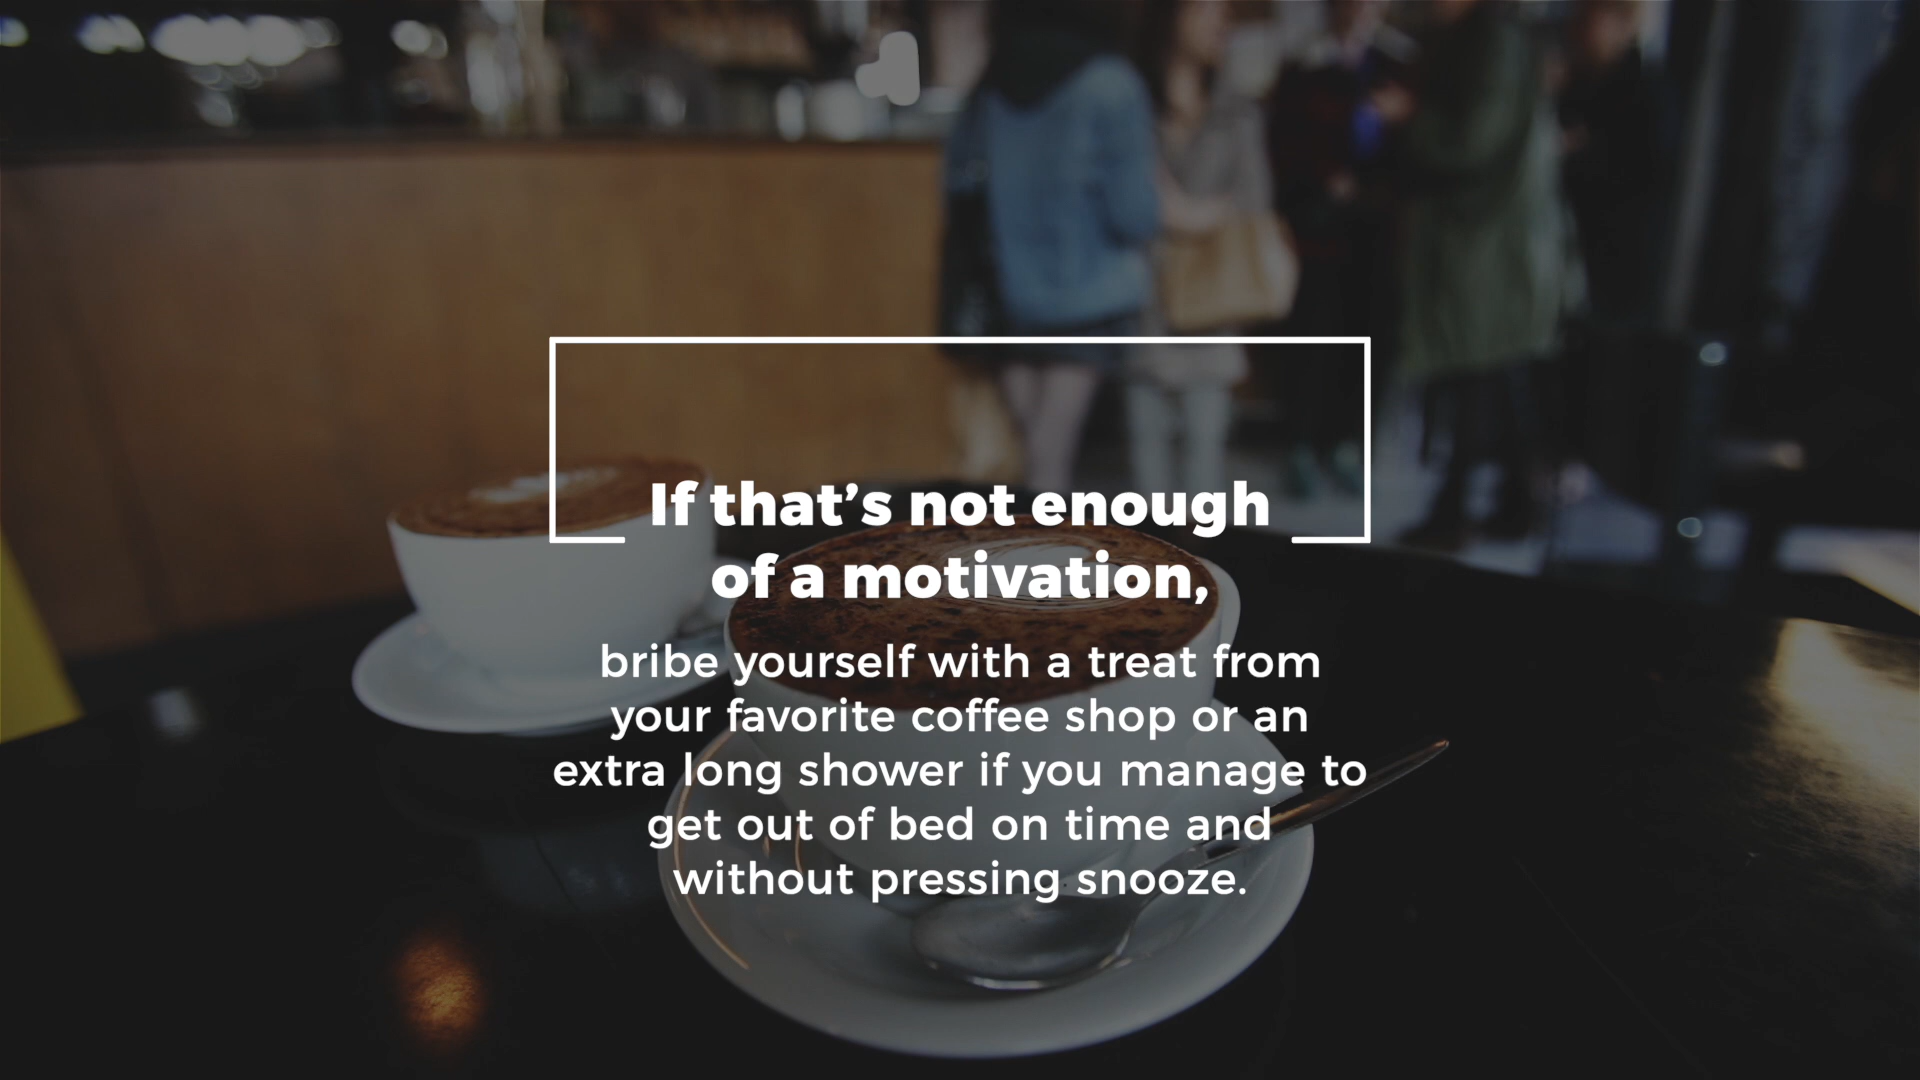 If that’s not enough
of a motivation,
bribe yourself with a treat from
your favorite coffee shop or an
extra long shower if you manage to
get out of bed on time and
without pressing snooze.